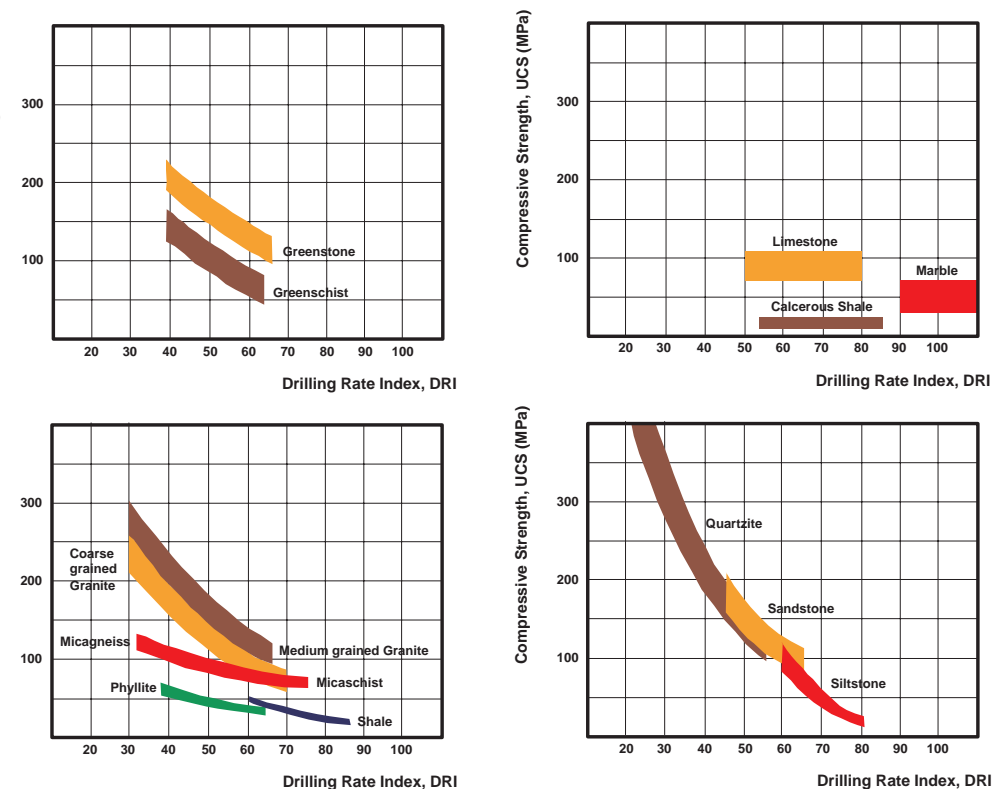 300
200
100
Greenstone
Greenschist
20 30 40 50 60 70 80 90 100
Drilling Rate Index, DRI
Compressive Strength, UCS (MPa)
300
200
100
Limestone
Marble
Calcerous Shale
20 30 40 50 60 70 80 90 100
Drilling Rate Index, DRI
300
200
100
Coarse
grained
Granite
Micagneiss
Medium grained Granite
Phyllite
Micaschist
Shale
20 30 40 50 60 70 80 90 100
Drilling Rate Index, DRI
Compressive Strength, UCS (MPa)
300
200
100
Quartzite
Sandstone
Siltstone
20 30 40 50 60 70 80 90 100
Drilling Rate Index, DRI